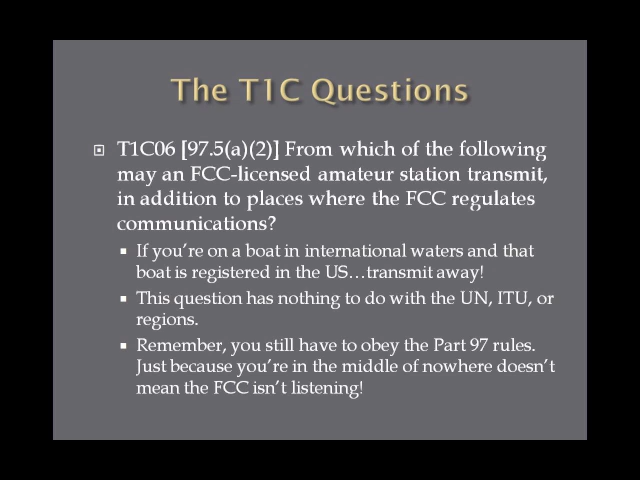 The T1C Questions
T1C06 [97.5(a)(2)] From which of the following
may an FCC-licensed amateur station transmit,
in addition to places where the FCC regulates
communications?
If you’re on a boat in international waters and that
boat is registered in the US…transmit away!
This question has nothing to do with the UN, ITU, or
regions.
Remember, you still have to obey the Part 97 rules.
Just because you’re in the middle of nowhere doesn’t
mean the FCC isn’t listening!